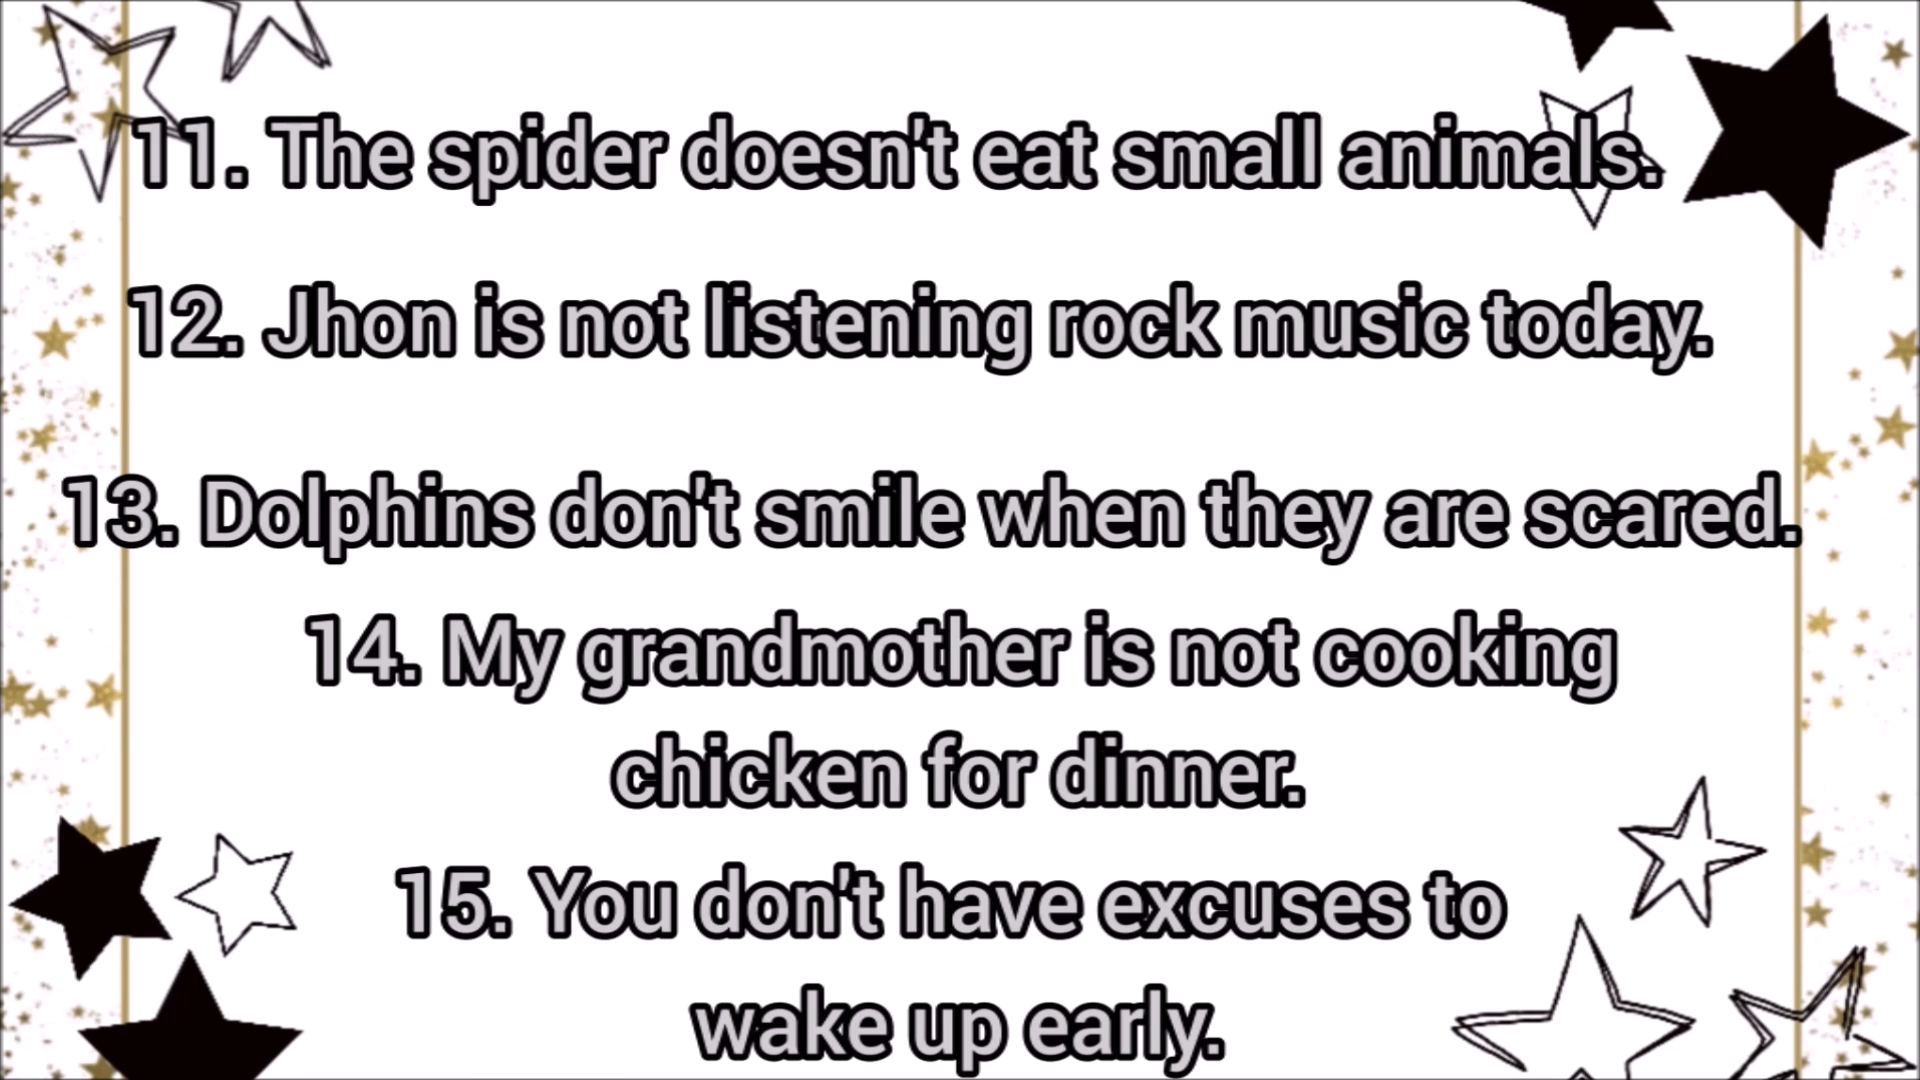 11. The spider doesn't eat small animals.
12. Jhon is not listening rock music today.
13. Dolphins don't smile when they are scared.
14. My grandmother is not cooking
chicken for dinner.
15. You don't have excuses to
wake up early.